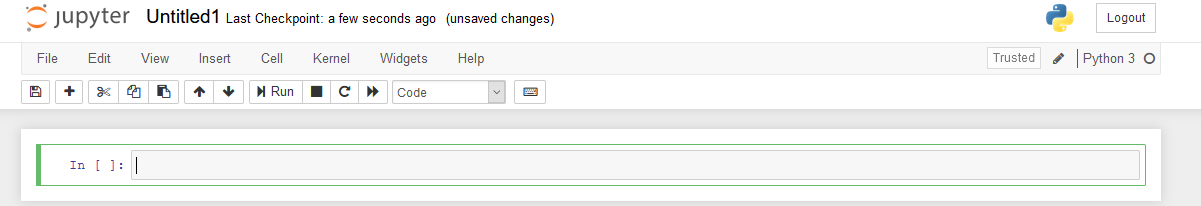 jupyter Untitled1 Last Checkpoint: a few seconds ago (unsaved changes) Logout
File Edit View Insert Cell Kernel Widgets Help Trusted Python 3
Run Code
In [ ]: